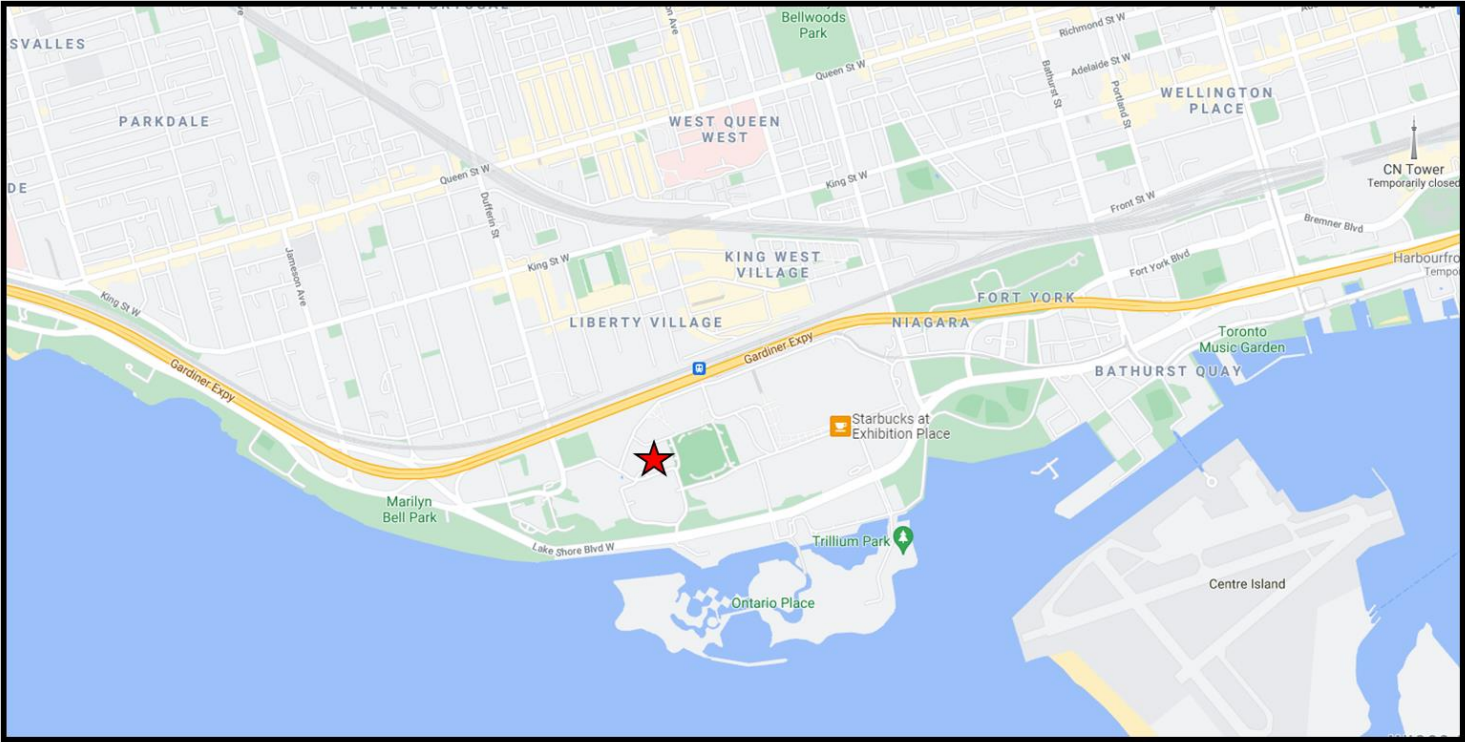 Bellwoods
Park
SVALLES
Richmond St W
Queen St W
Adelaide St W
Bathurst St
Portland St
WELLINGTON
PLACE
PARKDALE
WEST QUEEN
WEST
CN Tower
Temporarily closed
DE
Queen St W
King St W
Dufferin St
Front St W
Bremner Blvd
Jameson Ave
King St W
KING WEST
VILLAGE
Fort York Blvd
King St W
FORT YORK
LIBERTY VILLAGE
NIAGARA
Toronto
Music Garden
Gardiner Expy
Gardiner Expy
BATHURST QUAY
Starbucks at
Exhibition Place
Marilyn
Bell Park
Lake Shore Blvd W
Trillium Park
Centre Island
Ontario Place